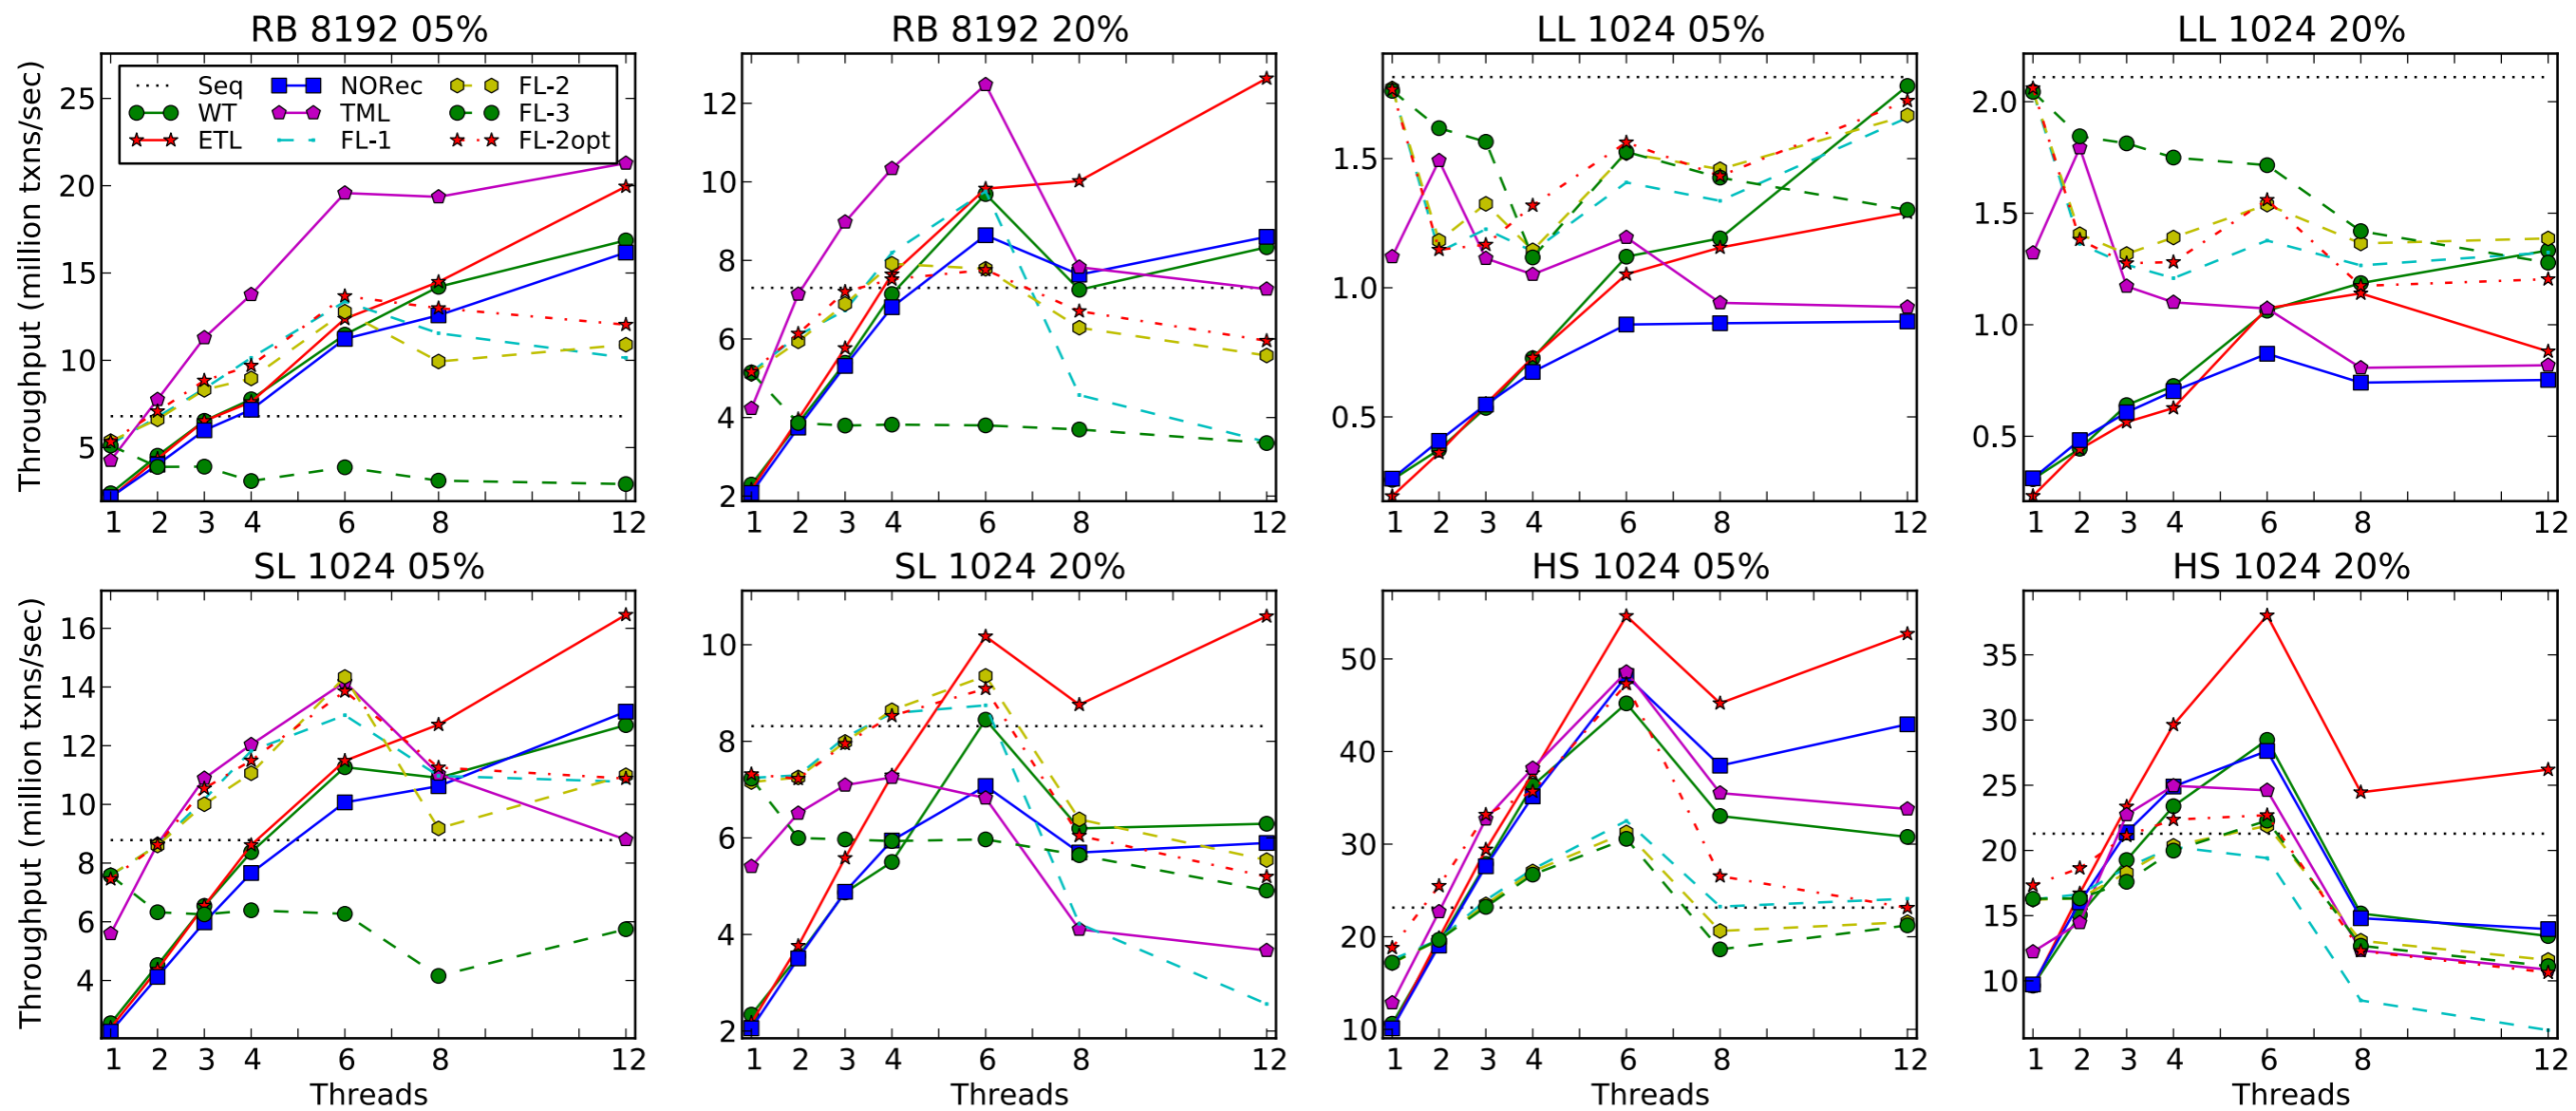 RB 8192 05%
RB 8192 20%
LL 1024 05%
LL 1024 20%
Throughput (million txns/sec)
25
20
15
10
5
Seq
WT
ETL
NORec
TML
FL-1
FL-2
FL-3
FL-2opt
1 2 3 4 6 8 12
12
10
8
6
4
2
1 2 3 4 6 8 12
1.5
1.0
0.5
1 2 3 4 6 8 12
2.0
1.5
1.0
0.5
1 2 3 4 6 8 12
SL 1024 05%
SL 1024 20%
HS 1024 05%
HS 1024 20%
Throughput (million txns/sec)
16
14
12
10
8
6
4
1 2 3 4 6 8 12
Threads
10
8
6
4
2
1 2 3 4 6 8 12
Threads
50
40
30
20
10
1 2 3 4 6 8 12
Threads
35
30
25
20
15
10
1 2 3 4 6 8 12
Threads